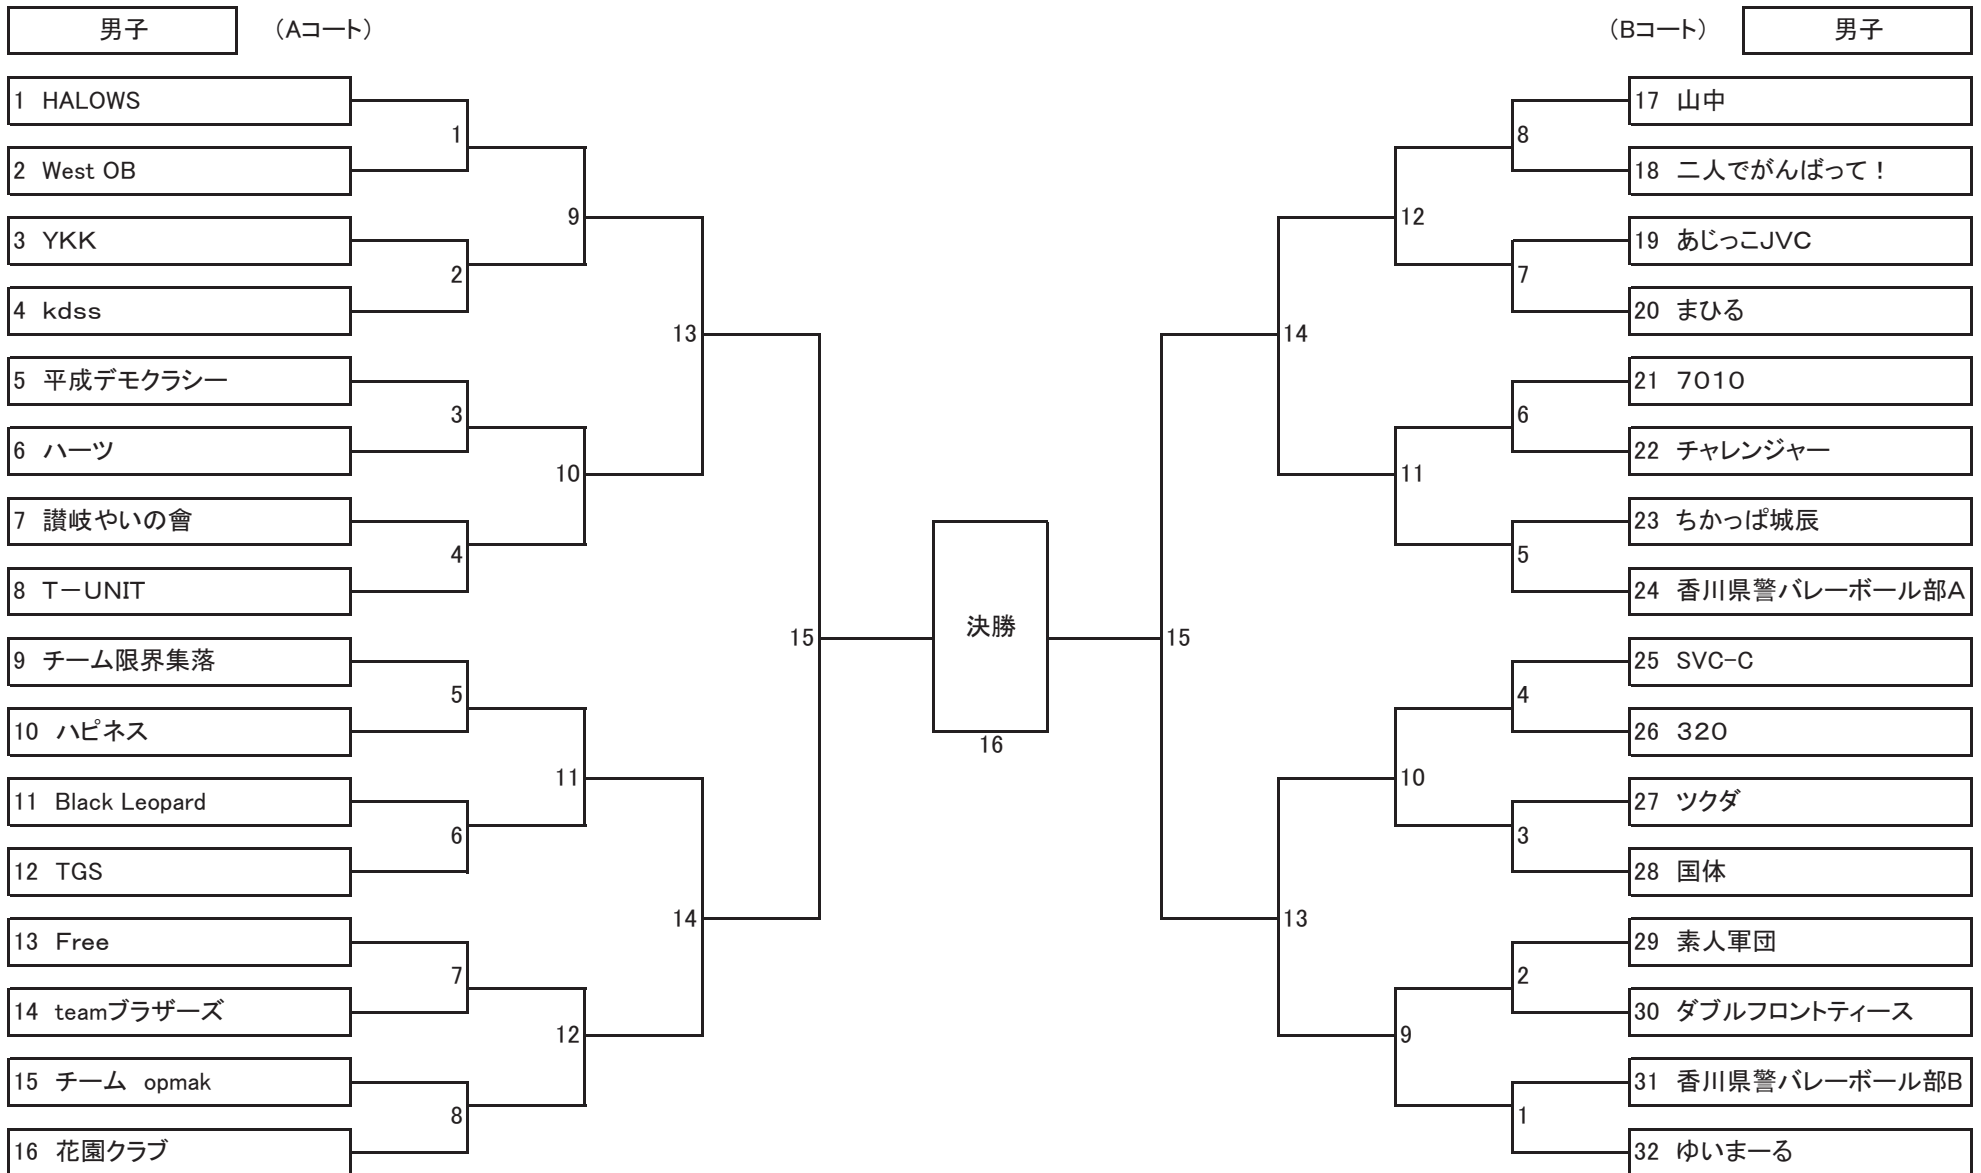 男子
（Aコート）
1 HALOWS
2 West OB
3 YKK
4 kdss
5 平成デモクラシー
6 ハーツ
7 讃岐やいの會
8 T－UNIT
9 チーム限界集落
10 ハピネス
11 Black Leopard
12 TGS
13 Free
14 teamブラザーズ
15 チーム　opmak
16 花園クラブ
1
2
3
4
5
6
7
8
9
10
11
12
13
14
15
決勝
16
（Bコート）
男子
15
14
13
12
11
10
9
8
7
6
5
4
3
2
1
17 山中
18 二人でがんばって！
19 あじっこJVC
20 まひる
21 7010
22 チャレンジャー
23 ちかっぱ城辰
24 香川県警バレーボール部A
25 SVC-C
26 320
27 ツクダ
28 国体
29 素人軍団
30 ダブルフロントティース
31 香川県警バレーボール部B
32 ゆいまーる